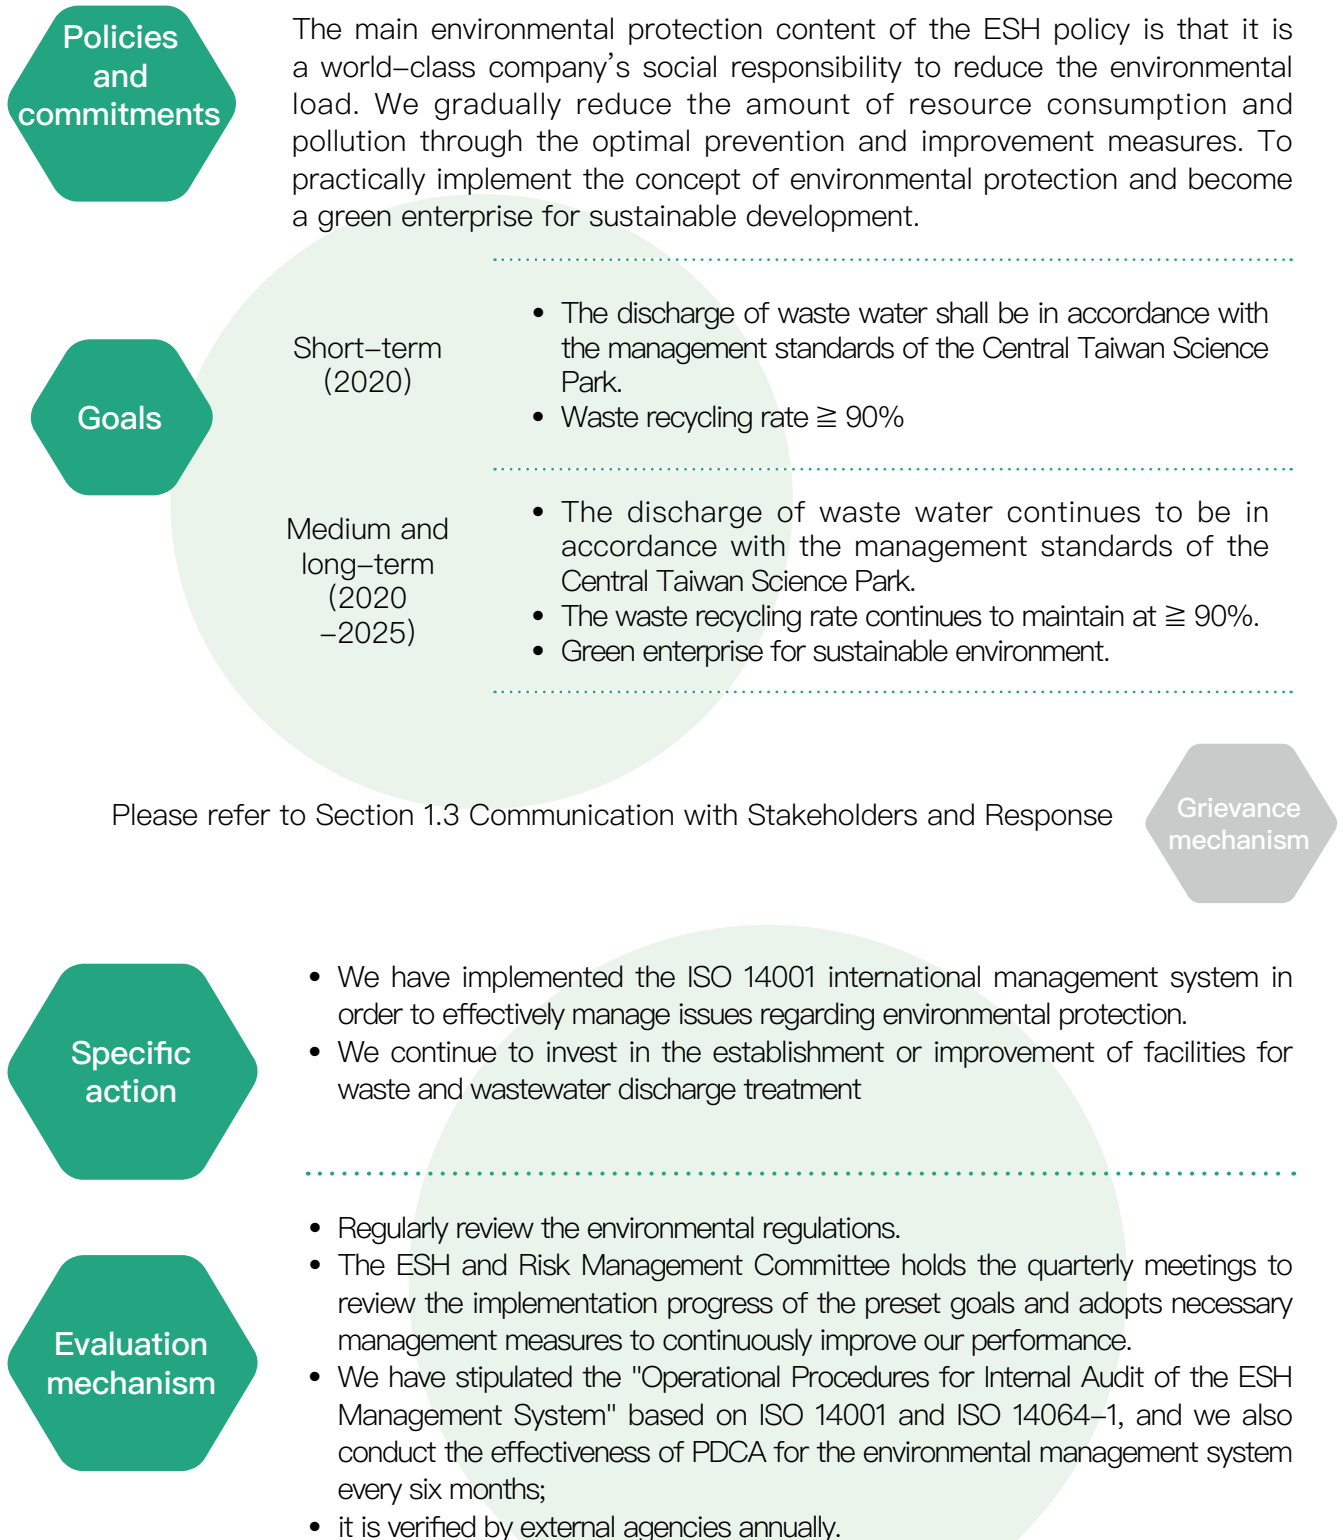 Policies
and
commitments
The main environmental protection content of the ESH policy is that it is
a world–class company’s social responsibility to reduce the environmental
load. We gradually reduce the amount of resource consumption and
pollution through the optimal prevention and improvement measures. To
practically implement the concept of environmental protection and become
a green enterprise for sustainable development.
Goals
Short–term
(2020)
• The discharge of waste water shall be in accordance with
the management standards of the Central Taiwan Science
Park.
• Waste recycling rate ≧ 90%
Medium and
long–term
(2020
–2025)
• The discharge of waste water continues to be in
accordance with the management standards of the
Central Taiwan Science Park.
• The waste recycling rate continues to maintain at ≧ 90%.
• Green enterprise for sustainable environment.
Please refer to Section 1.3 Communication with Stakeholders and Response
Grievance
mechanism
Specific
action
• We have implemented the ISO 14001 international management system in
order to effectively manage issues regarding environmental protection.
• We continue to invest in the establishment or improvement of facilities for
waste and wastewater discharge treatment
Evaluation
mechanism
• Regularly review the environmental regulations.
• The ESH and Risk Management Committee holds the quarterly meetings to
review the implementation progress of the preset goals and adopts necessary
management measures to continuously improve our performance.
• We have stipulated the "Operational Procedures for Internal Audit of the ESH
Management System" based on ISO 14001 and ISO 14064–1, and we also
conduct the effectiveness of PDCA for the environmental management system
every six months;
• it is verified by external agencies annually.